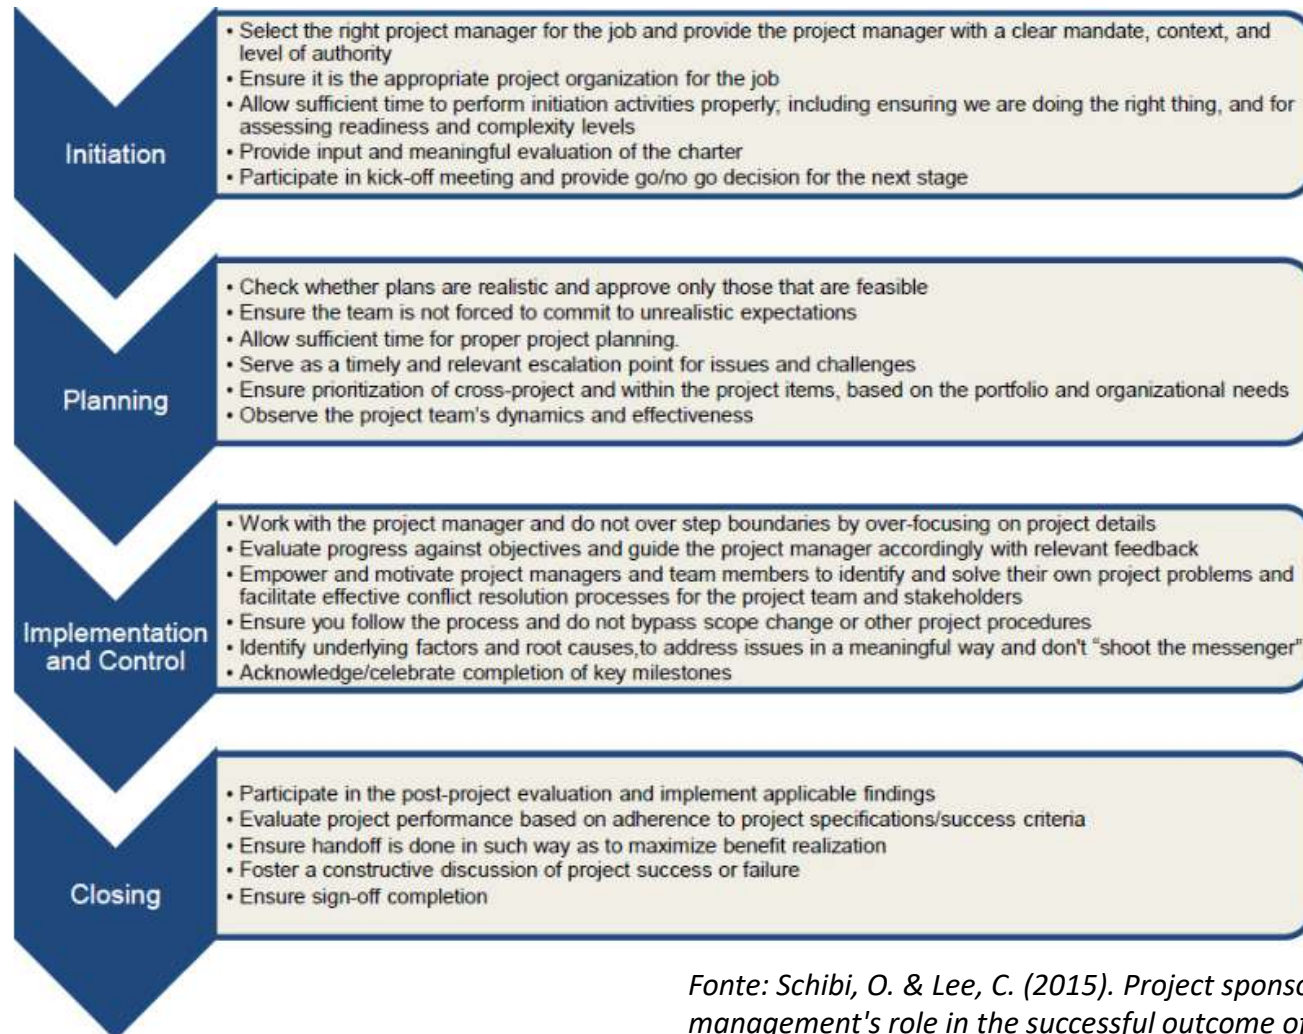 • Select the right project manager for the job and provide the project manager with a clear mandate, context, and
level of authority
• Ensure it is the appropriate project organization for the job
• Allow sufficient time to perform initiation activities properly; including ensuring we are doing the right thing, and for
assessing readiness and complexity levels
• Provide input and meaningful evaluation of the charter
• Participate in kick-off meeting and provide go/no go decision for the next stage
Initiation
• Check whether plans are realistic and approve only those that are feasible
• Ensure the team is not forced to commit to unrealistic expectations
• Allow sufficient time for proper project planning.
• Serve as a timely and relevant escalation point for issues and challenges
• Ensure prioritization of cross-project and within the project items, based on the portfolio and organizational needs
• Observe the project team's dynamics and effectiveness
Planning
• Work with the project manager and do not over step boundaries by over-focusing on project details
• Evaluate progress against objectives and guide the project manager accordingly with relevant feedback
• Empower and motivate project managers and team members to identify and solve their own project problems and
facilitate effective conflict resolution processes for the project team and stakeholders
• Ensure you follow the process and do not bypass scope change or other project procedures
• Identify underlying factors and root causes,to address issues in a meaningful way and don't "shoot the messenger"
• Acknowledge/celebrate completion of key milestones
Implementation
and Control
• Participate in the post-project evaluation and implement applicable findings
• Evaluate project performance based on adherence to project specifications/success criteria
• Ensure handoff is done in such way as to maximize benefit realization
• Foster a constructive discussion of project success or failure
• Ensure sign-off completion
Closing
Fonte: Schibi, O. & Lee, C. (2015). Project
management's role in the successful outcome of